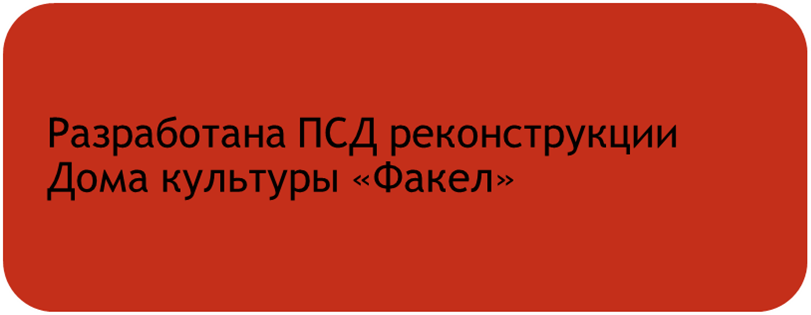 Разработана ПСД реконструкции
Дома культуры «Факел»